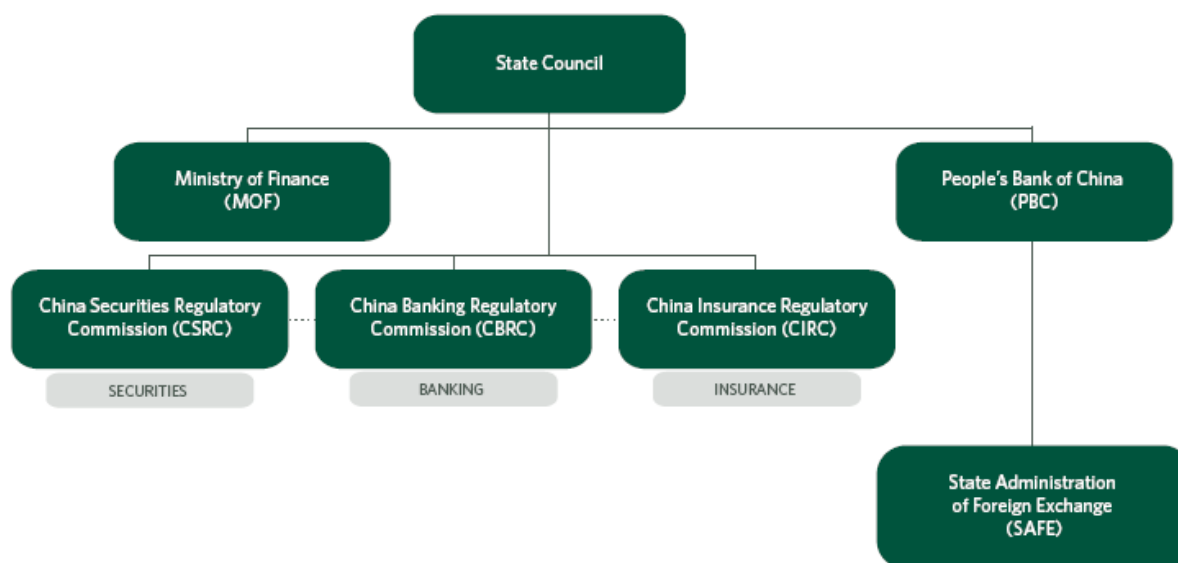 State Council
Ministry of Finance
(MOF)
People's Bank of China
(PBC)
China Securities Regulatory
Commission (CSRC)
China Banking Regulatory
Commission (CBRC)
China Insurance Regulatory
Commission (CIRC)
SECURITIES
BANKING
INSURANCE
State Administration
of Foreign Exchange
(SAFE)